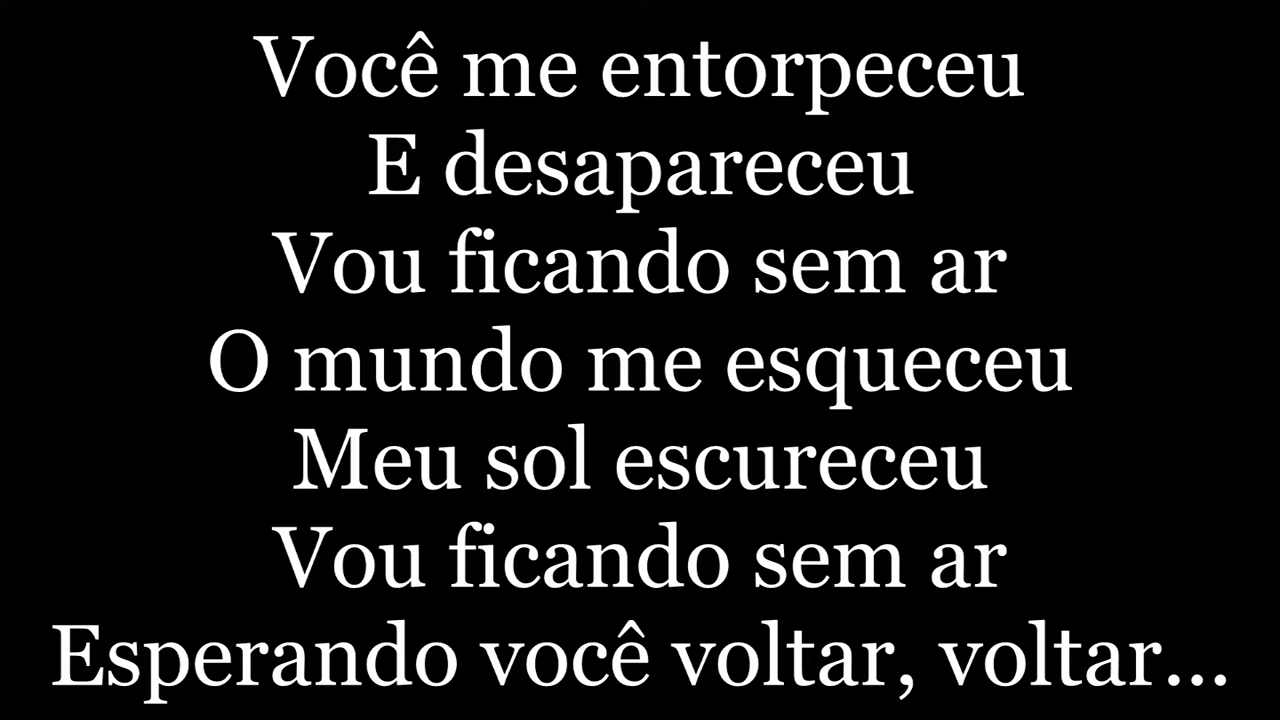 Você me entorpeceu
E desapareceu
Vou ficando sem ar
O mundo me esqueceu
Meu sol escureceu
Vou ficando sem ar
Esperando você voltar, voltar...